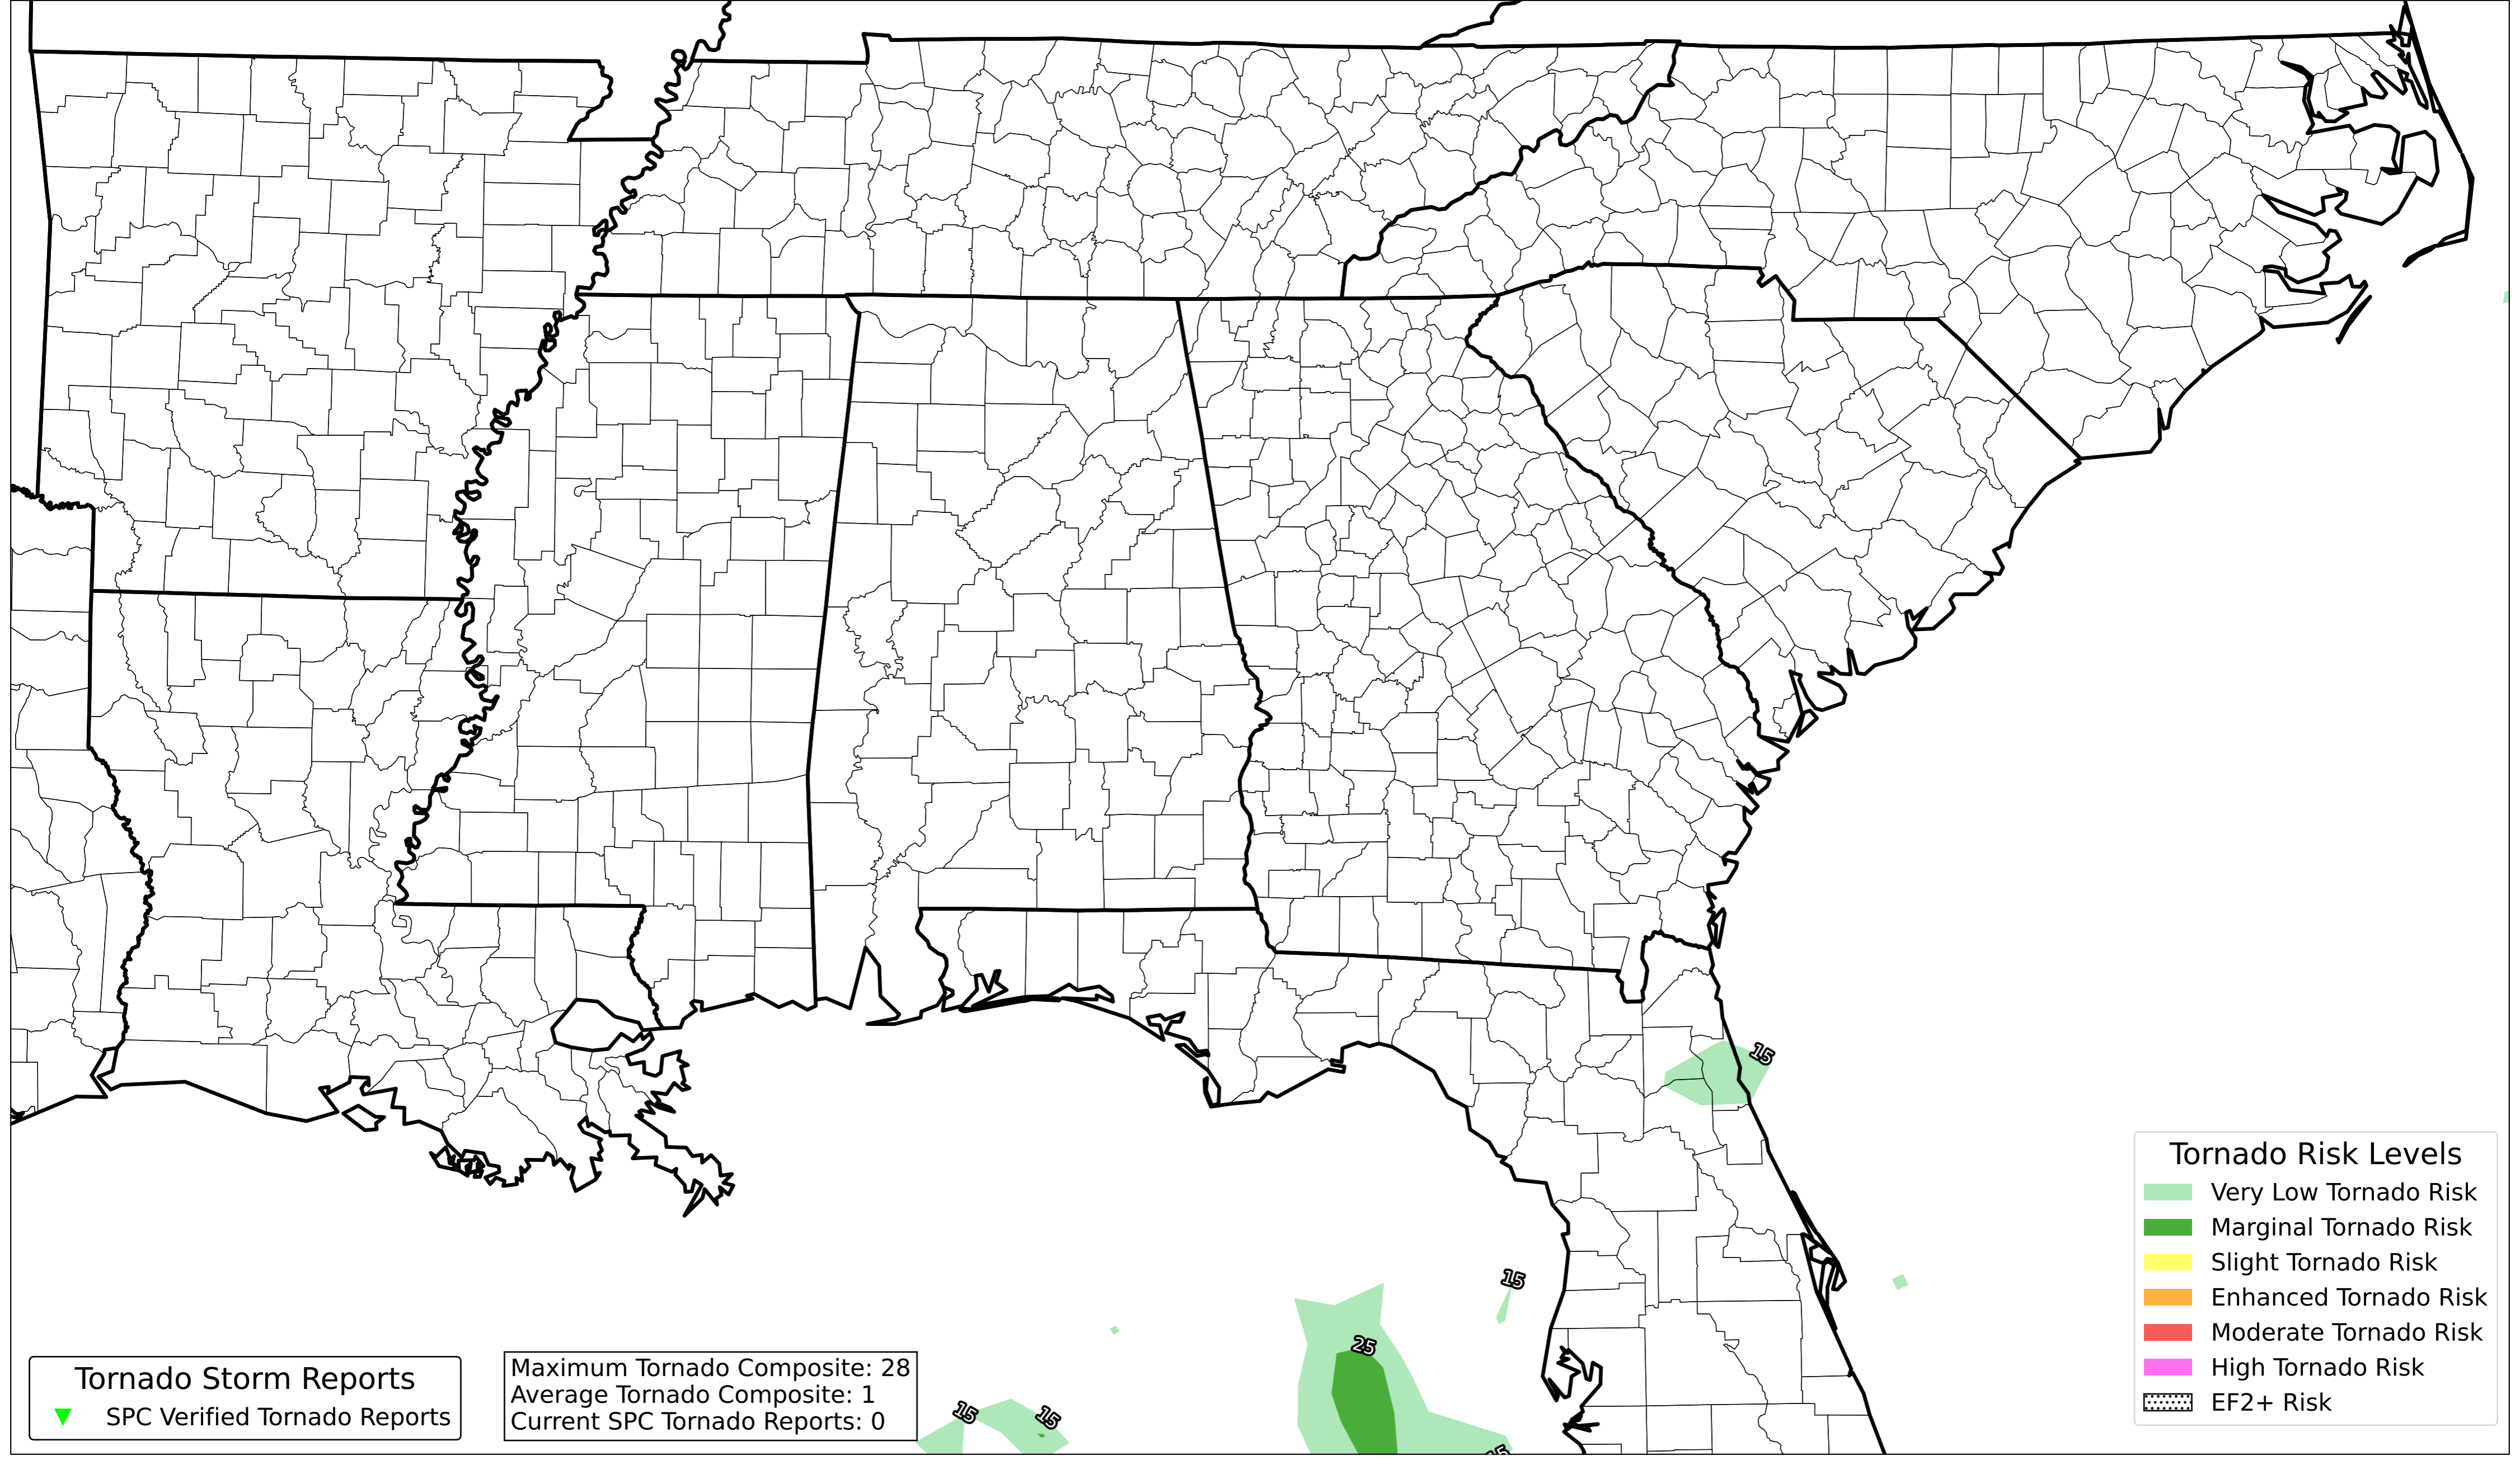 15
15
25
15
15
15
Tornado Risk Levels
Very Low Tornado Risk
Marginal Tornado Risk
Slight Tornado Risk
Enhanced Tornado Risk
Moderate Tornado Risk
High Tornado Risk
EF2+ Risk
Tornado Storm Reports
SPC Verified Tornado Reports
Maximum Tornado Composite: 28
Average Tornado Composite: 1
Current SPC Tornado Reports: 0